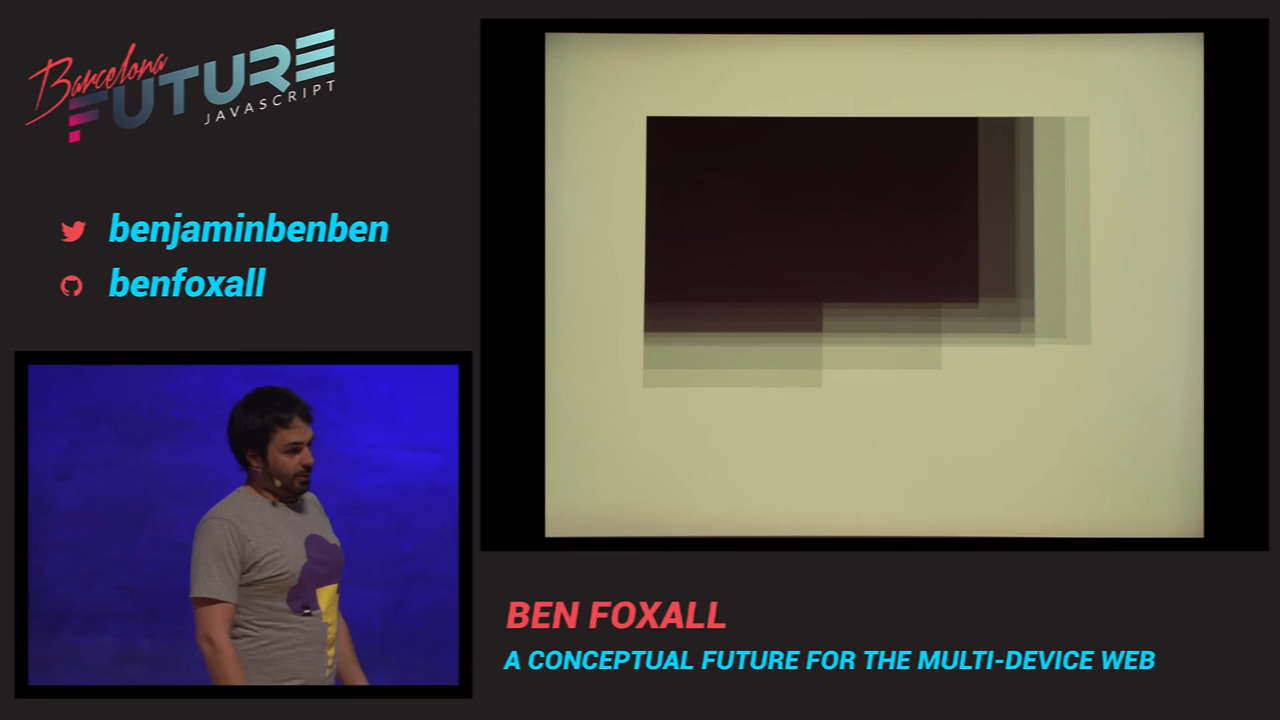 Barcelona
FUTURE
JAVASCRIPT
benjaminbenben
benfoxall
BEN FOXALL
A CONCEPTUAL FUTURE FOR THE MULTI-DEVICE WEB